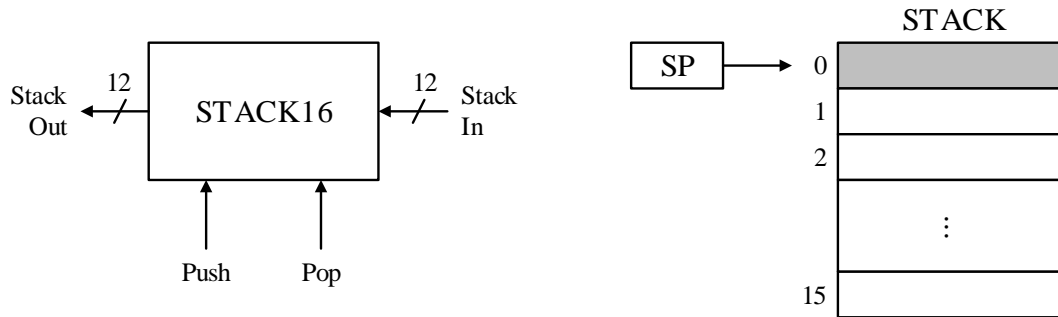 12
Stack
Out
STACK16
12
Stack
In
Push
Pop
STACK
SP
0
1
2
⋮
15